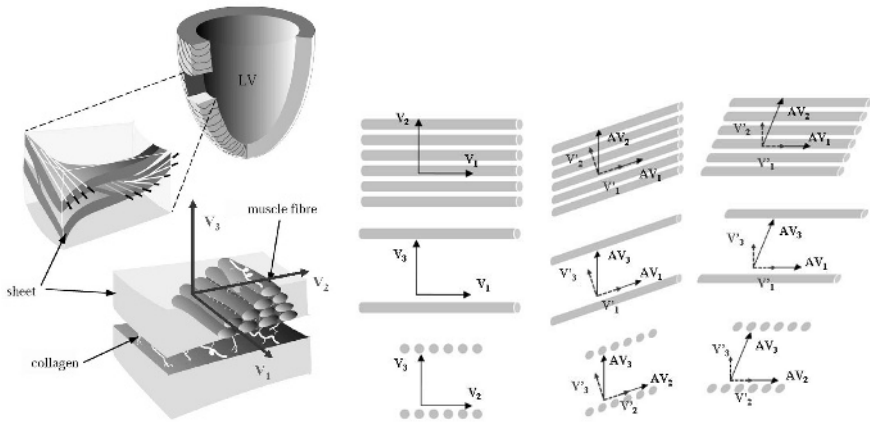 LV
V₃
muscle fibre
sheet
V₂
collagen
V₁
V₂
V₁
V₃
V₁
V₃
V₂
AV₂
V'₂
AV₁
V'₁
AV₃
V'₃
AV₁
V'₁
AV₃
V'₃
AV₂
V'₂
AV₂
V'₂
AV₁
V'₁
AV₃
V'₃
AV₁
V'₁
V'₃
AV₃
AV₂
V'₂